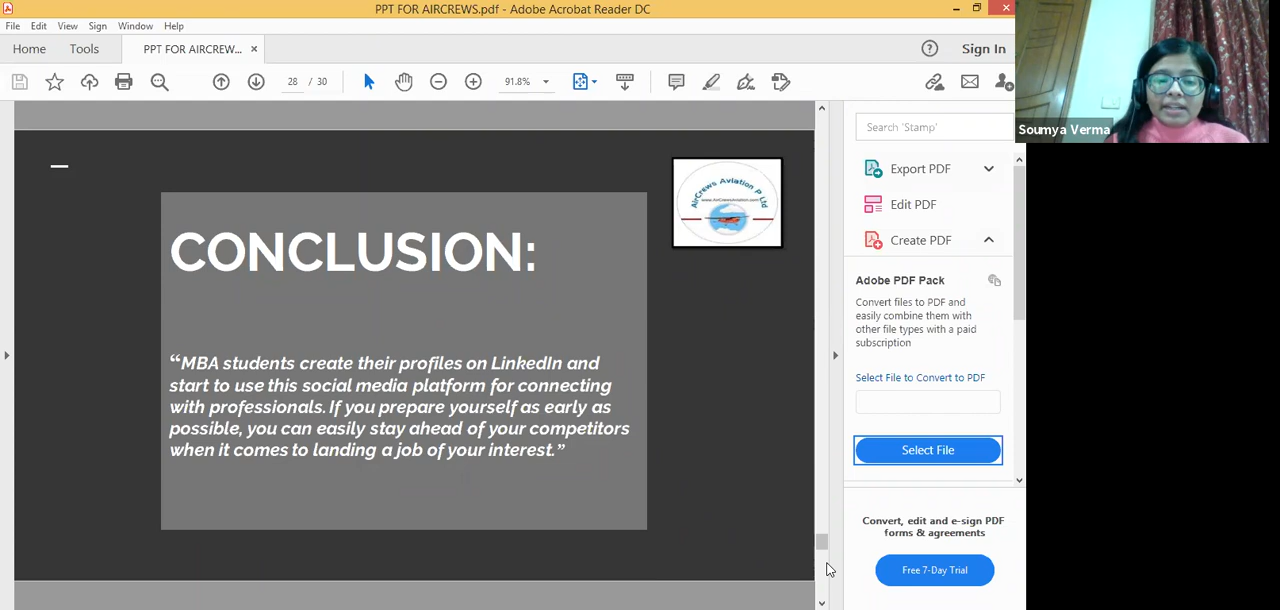 PPT FOR AIRCREWS.pdf - Adobe Acrobat Reader DC
File Edit View Sign Window Help
Home Tools PPT FOR AIRCREW... × Sign In
28 / 30 91.8%
Soumya Verma
Search 'Stamp'
Export PDF
Edit PDF
Create PDF
Adobe PDF Pack
Convert files to PDF and
easily combine them with
other file types with a paid
subscription
Select File to Convert to PDF
Select File
Convert, edit and e-sign PDF
forms & agreements
Free 7-Day Trial
AirCrews Aviation P Ltd
www.AirCrewsAviation.com
CONCLUSION:
“MBA students create their profiles on LinkedIn and
start to use this social media platform for connecting
with professionals. If you prepare yourself as early as
possible, you can easily stay ahead of your competitors
when it comes to landing a job of your interest.”